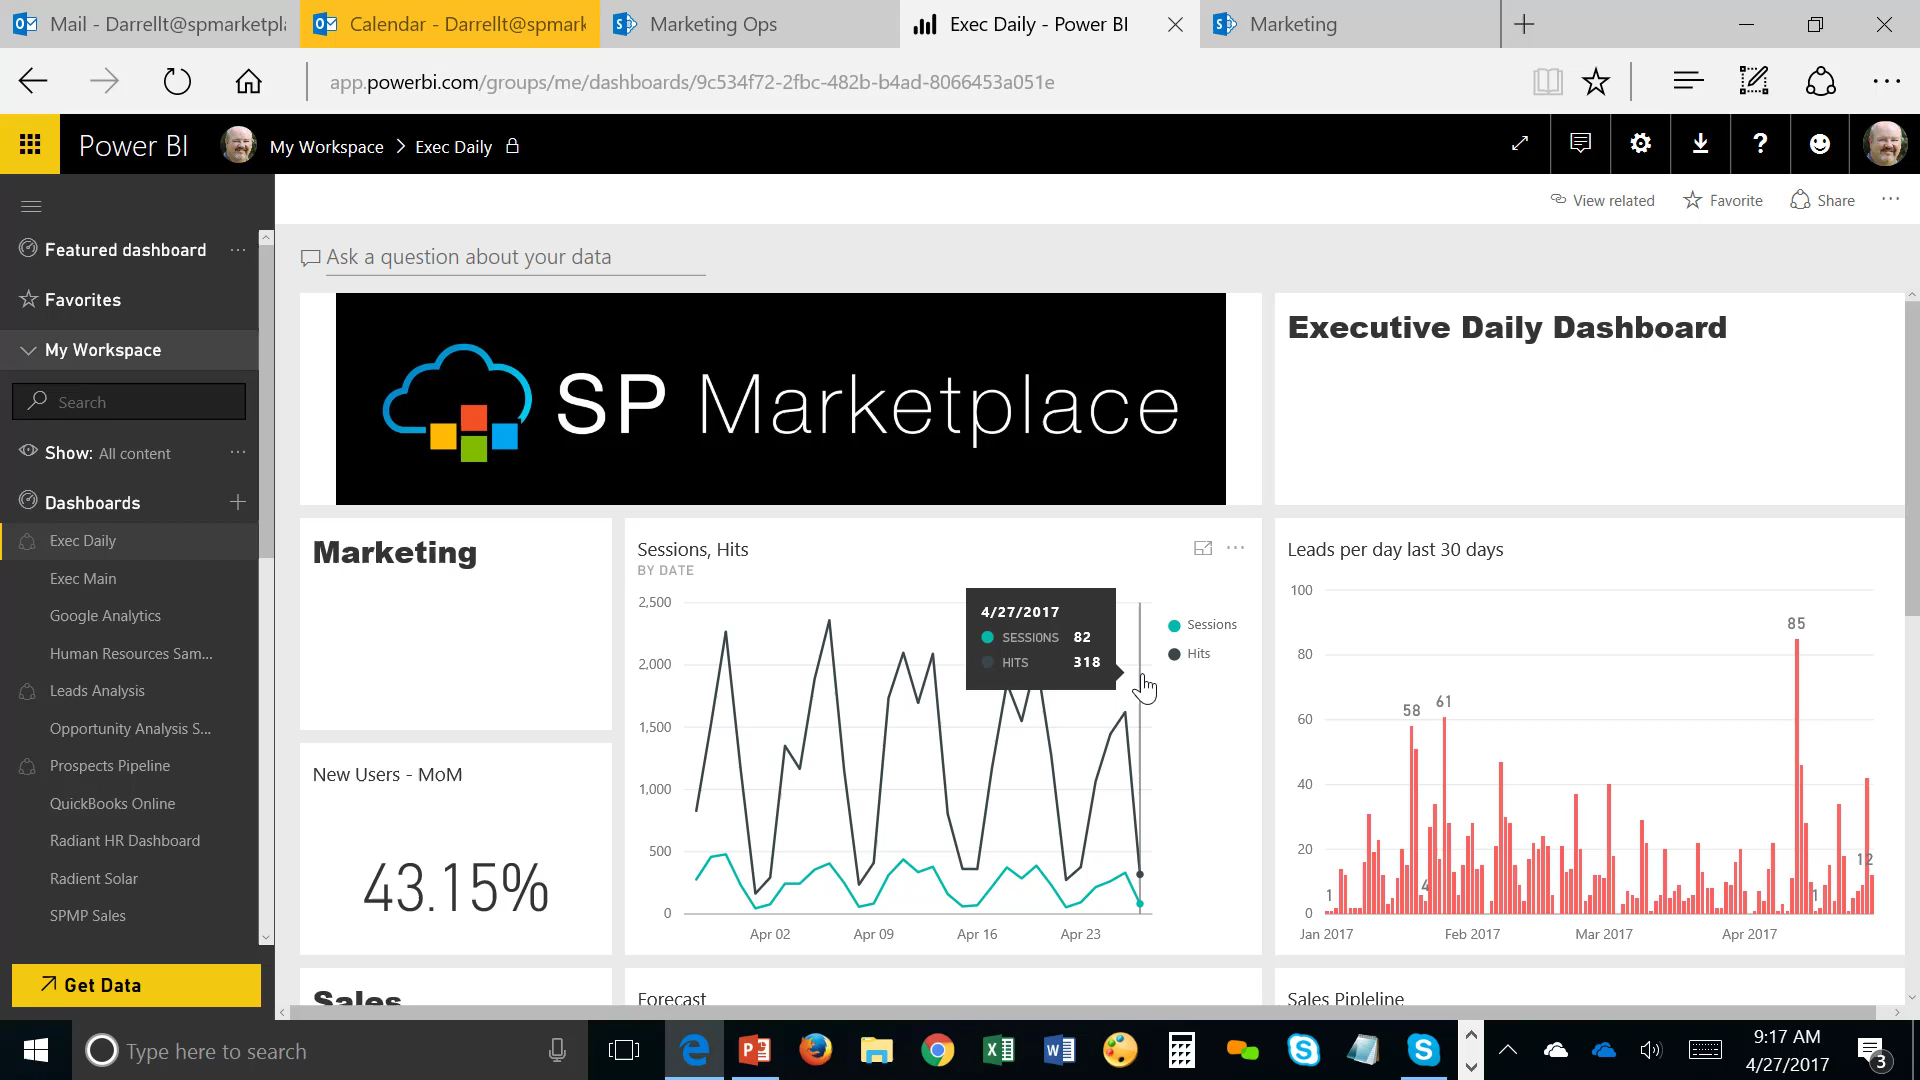 Mail - Darrellt@spmarketpla
Calendar - Darrellt@spmark
Marketing Ops
Exec Daily - Power BI
Marketing
app.powerbi.com/groups/me/dashboards/9c534f72-2fbc-482b-b4ad-8066453a051e
Power BI
My Workspace > Exec Daily
View related
Favorite
Share
Featured dashboard
Favorites
My Workspace
Search
Show: All content
Dashboards
Exec Daily
Exec Main
Google Analytics
Human Resources Sam...
Leads Analysis
Opportunity Analysis S...
Prospects Pipeline
QuickBooks Online
Radiant HR Dashboard
Radient Solar
SPMP Sales
Get Data
Ask a question about your data
SP Marketplace
Executive Daily Dashboard
Marketing
New Users - MoM
43.15%
Sessions, Hits
BY DATE
2,500
2,000
1,500
1,000
500
0
Apr 02
Apr 09
Apr 16
Apr 23
4/27/2017
SESSIONS 82
HITS 318
Sessions
Hits
Leads per day last 30 days
100
80
60
40
20
0
1
58
4
61
85
1
12
Jan 2017
Feb 2017
Mar 2017
Apr 2017
Sales
Forecast
Sales Pipleline
Type here to search
9:17 AM
4/27/2017
3